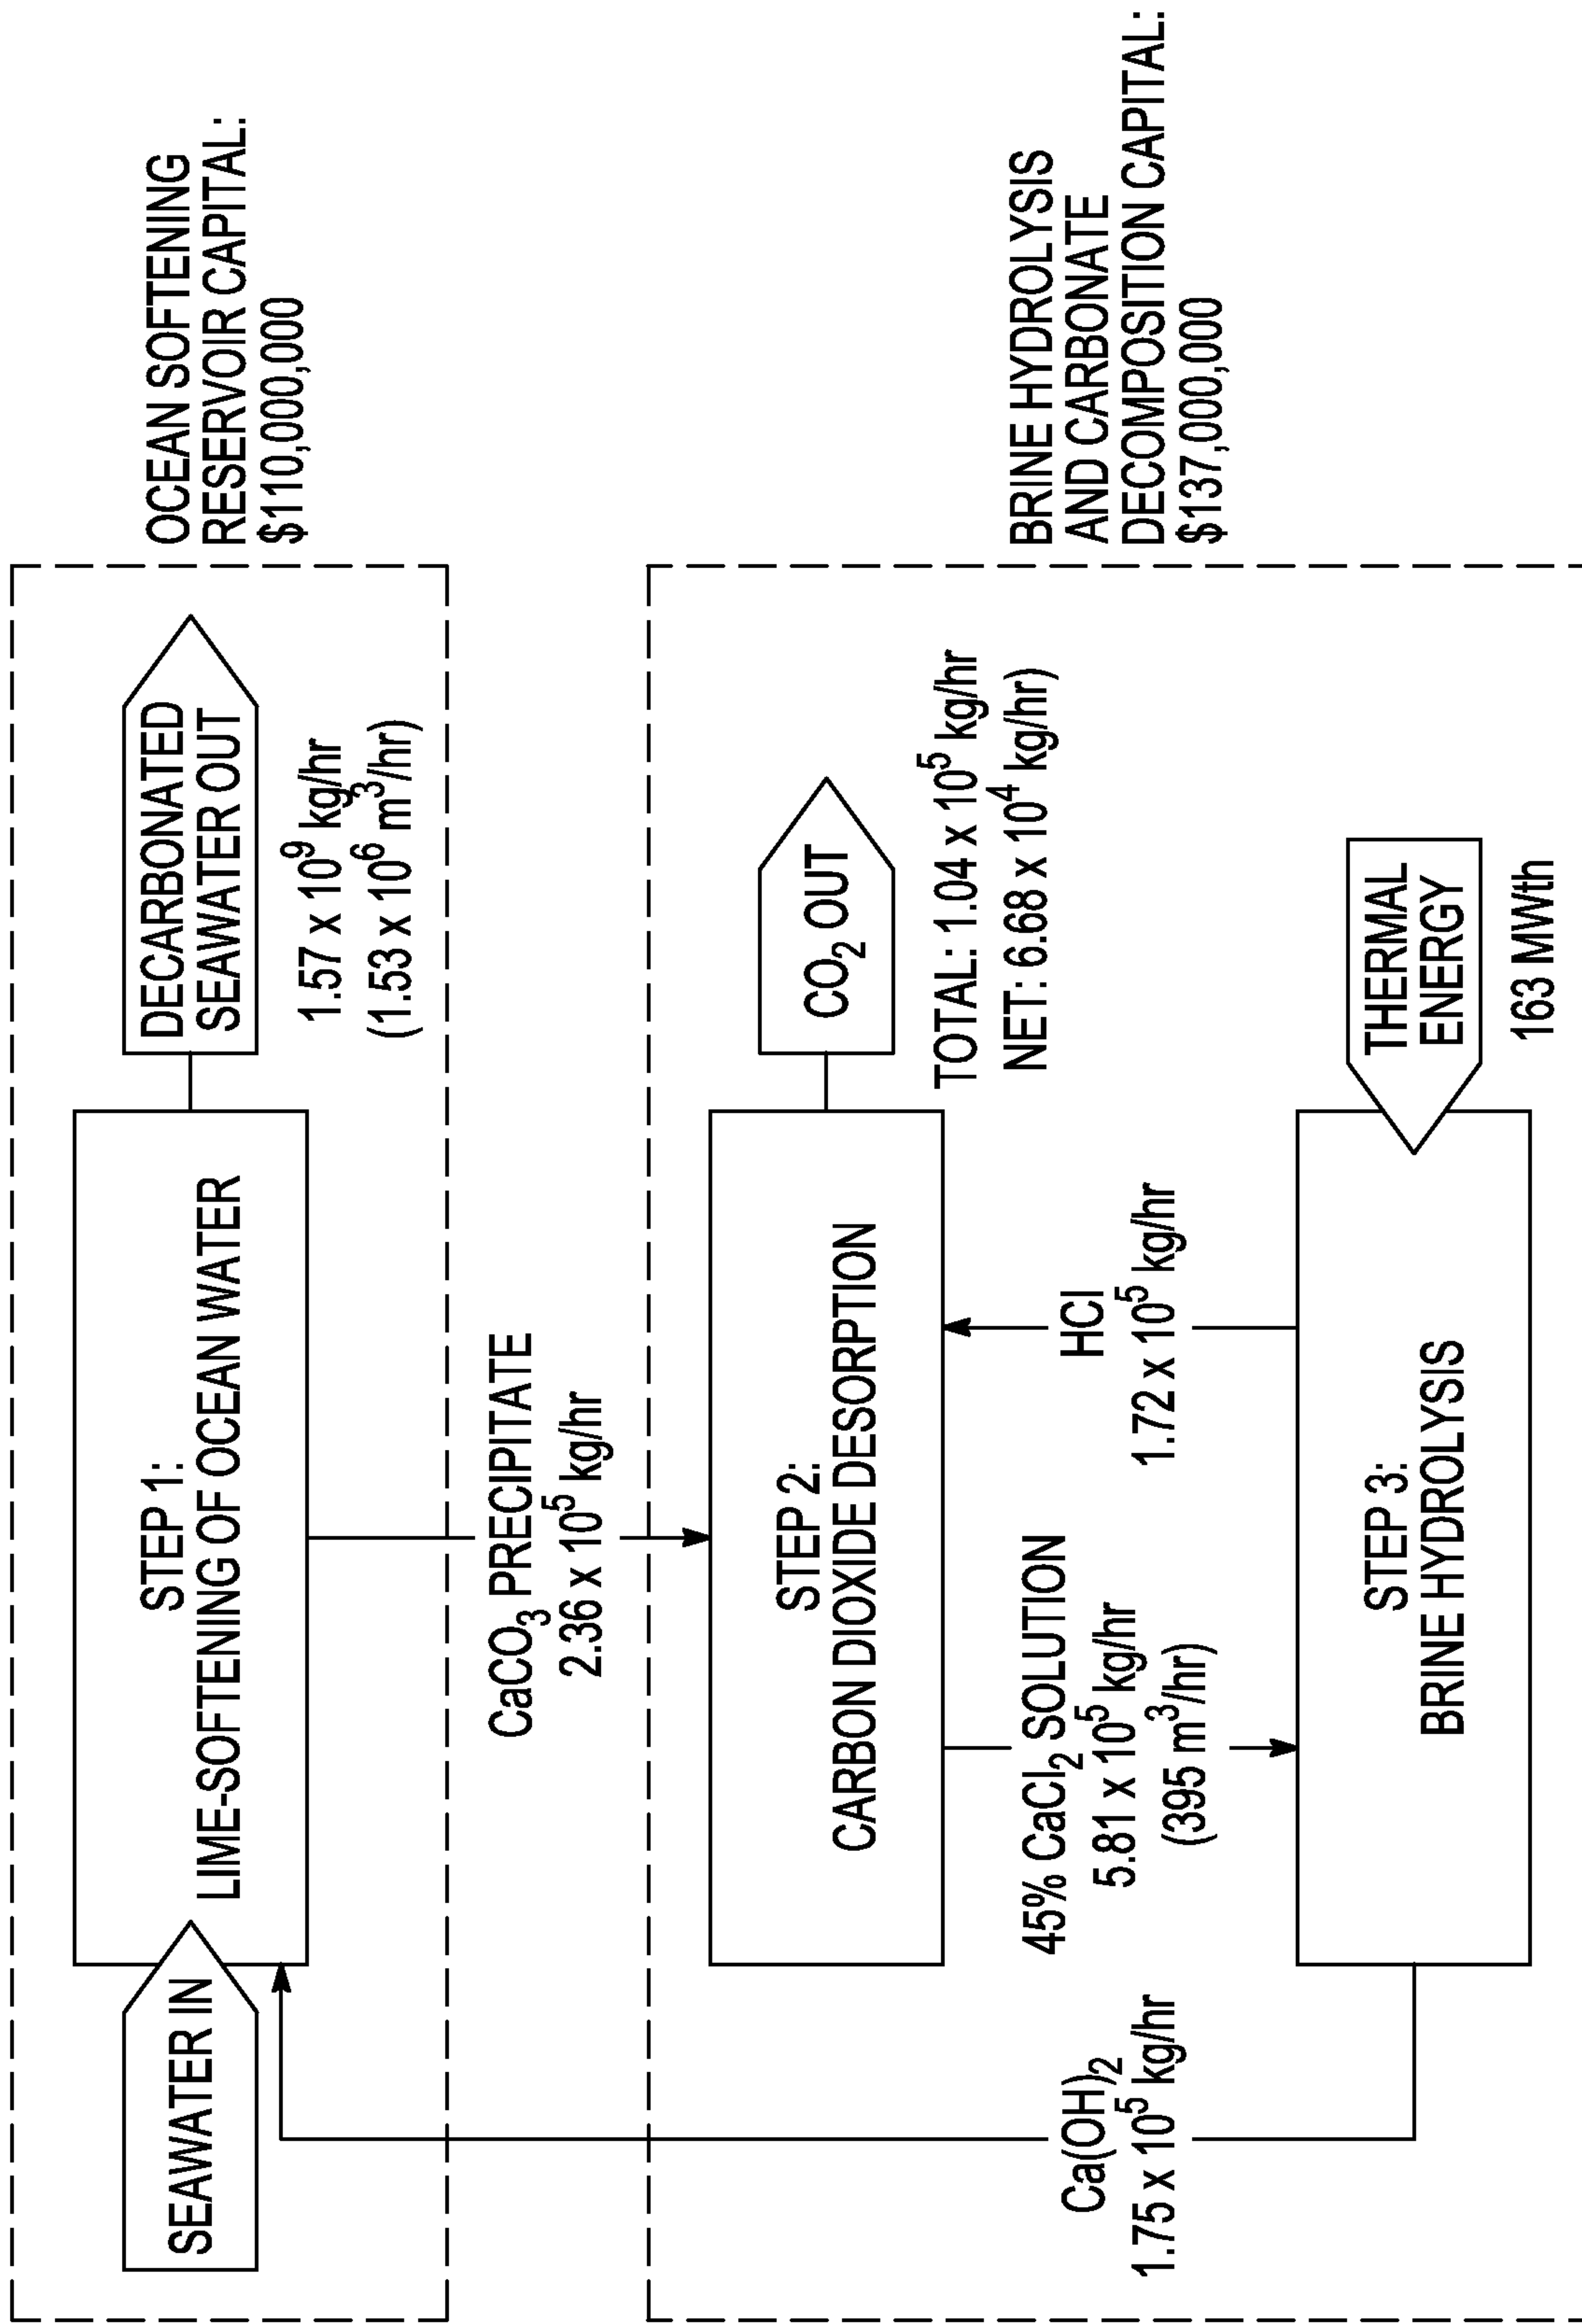 SEAWATER IN
STEP 1:
LIME-SOFTENING OF OCEAN WATER
DECARBONATED
SEAWATER OUT
1.57 x 10⁹ kg/hr
(1.53 x 10⁶ m³/hr)
OCEAN SOFTENING
RESERVOIR CAPITAL:
$110,000,000
CaCO₃ PRECIPITATE
2.36 x 10⁵ kg/hr
STEP 2:
CARBON DIOXIDE DESORPTION
CO₂ OUT
TOTAL: 1.04 x 10⁵ kg/hr
NET: 6.68 x 10⁴ kg/hr)
BRINE HYDROLYSIS
AND CARBONATE
DECOMPOSITION CAPITAL:
$137,000,000
Ca(OH)₂
1.75 x 10⁵ kg/hr
45% CaCl₂ SOLUTION
5.81 x 10⁵ kg/hr
(395 m³/hr)
HCl
1.72 x 10⁵ kg/hr
STEP 3:
BRINE HYDROLYSIS
THERMAL
ENERGY
163 MWth